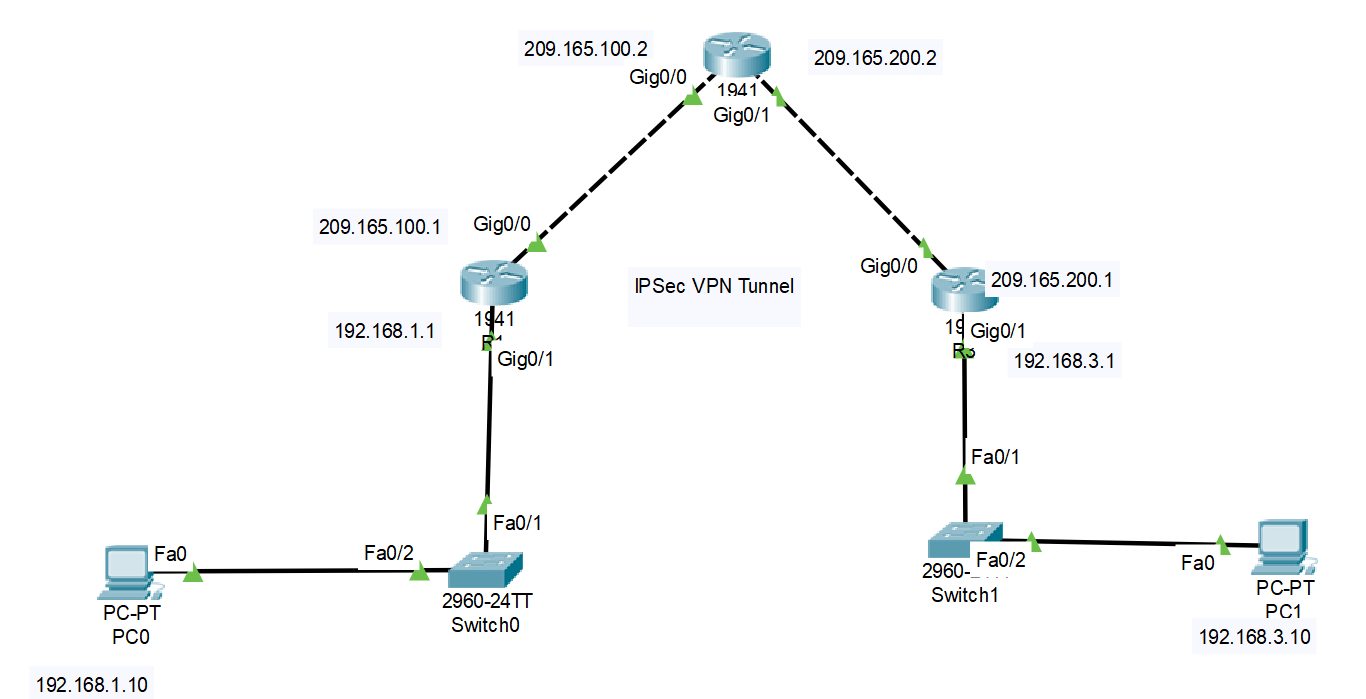 209.165.100.2
209.165.200.2
Gig0/0
1941
Gig0/1
209.165.100.1
Gig0/0
Gig0/0
209.165.200.1
IPSec VPN Tunnel
192.168.1.1
1941
R1
Gig0/1
Gig0/1
R3
192.168.3.1
Fa0/1
Fa0/1
Fa0
Fa0/2
2960-24TT
Switch0
PC-PT
PC0
Fa0/2
Switch1
Fa0
PC-PT
PC1
192.168.3.10
192.168.1.10